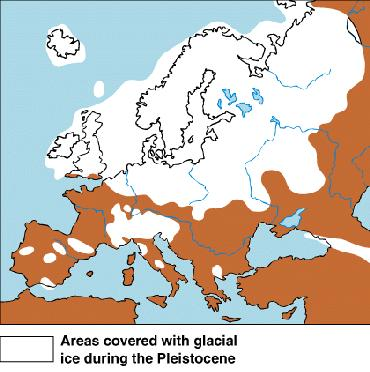 Areas covered with glacial
ice during the Pleistocene